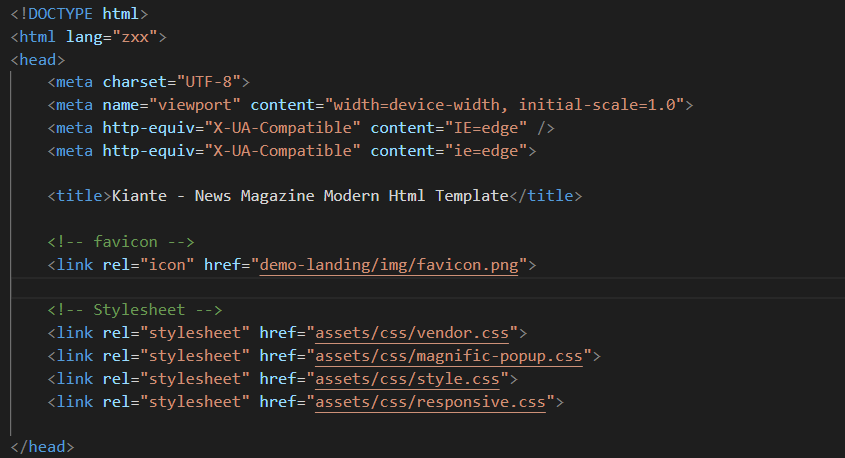 <!DOCTYPE html>
<html lang="zxx">
<head>
    <meta charset="UTF-8">
    <meta name="viewport" content="width=device-width, initial-scale=1.0">
    <meta http-equiv="X-UA-Compatible" content="IE=edge" />
    <meta http-equiv="X-UA-Compatible" content="ie=edge">
    <title>Kiante - News Magazine Modern Html Template</title>
    <!-- favicon -->
    <link rel="icon" href="demo-landing/img/favicon.png">
    <!-- Stylesheet -->
    <link rel="stylesheet" href="assets/css/vendor.css">
    <link rel="stylesheet" href="assets/css/magnific-popup.css">
    <link rel="stylesheet" href="assets/css/style.css">
    <link rel="stylesheet" href="assets/css/responsive.css">
</head>